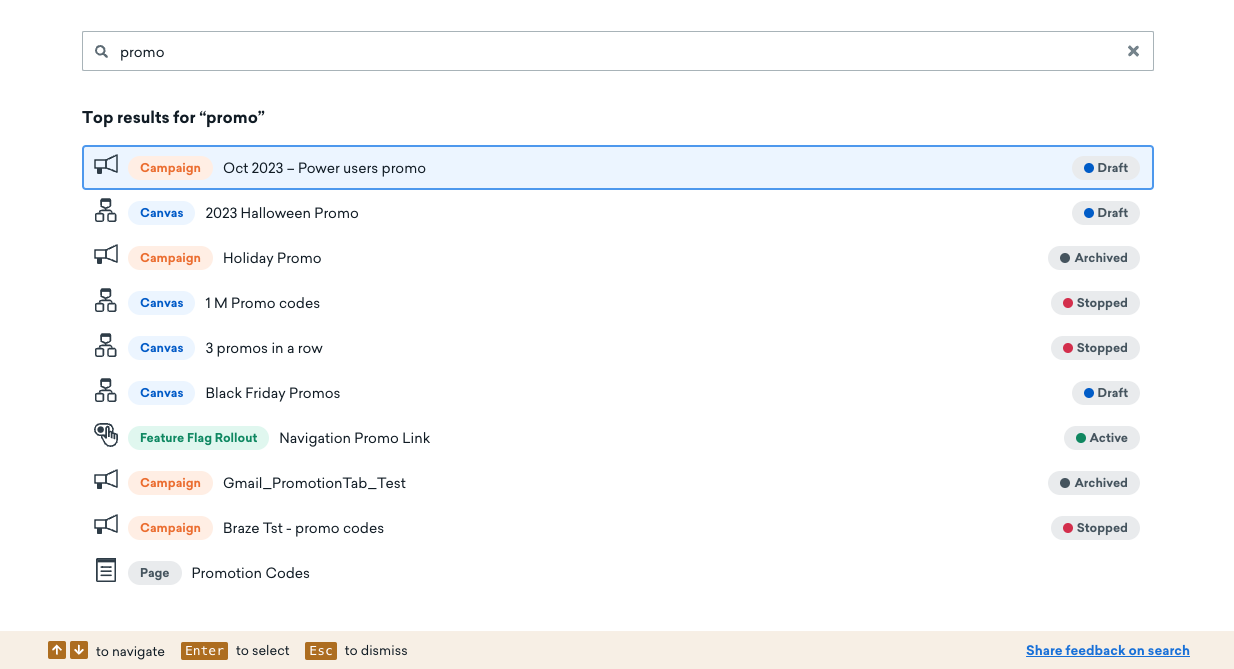 promo
Top results for “promo”
Campaign Oct 2023 – Power users promo Draft
Canvas 2023 Halloween Promo Draft
Campaign Holiday Promo Archived
Canvas 1 M Promo codes Stopped
Canvas 3 promos in a row Stopped
Canvas Black Friday Promos Draft
Feature Flag Rollout Navigation Promo Link Active
Campaign Gmail_PromotionTab_Test Archived
Campaign Braze Tst - promo codes Stopped
Page Promotion Codes
to navigate Enter to select Esc to dismiss Share feedback on search